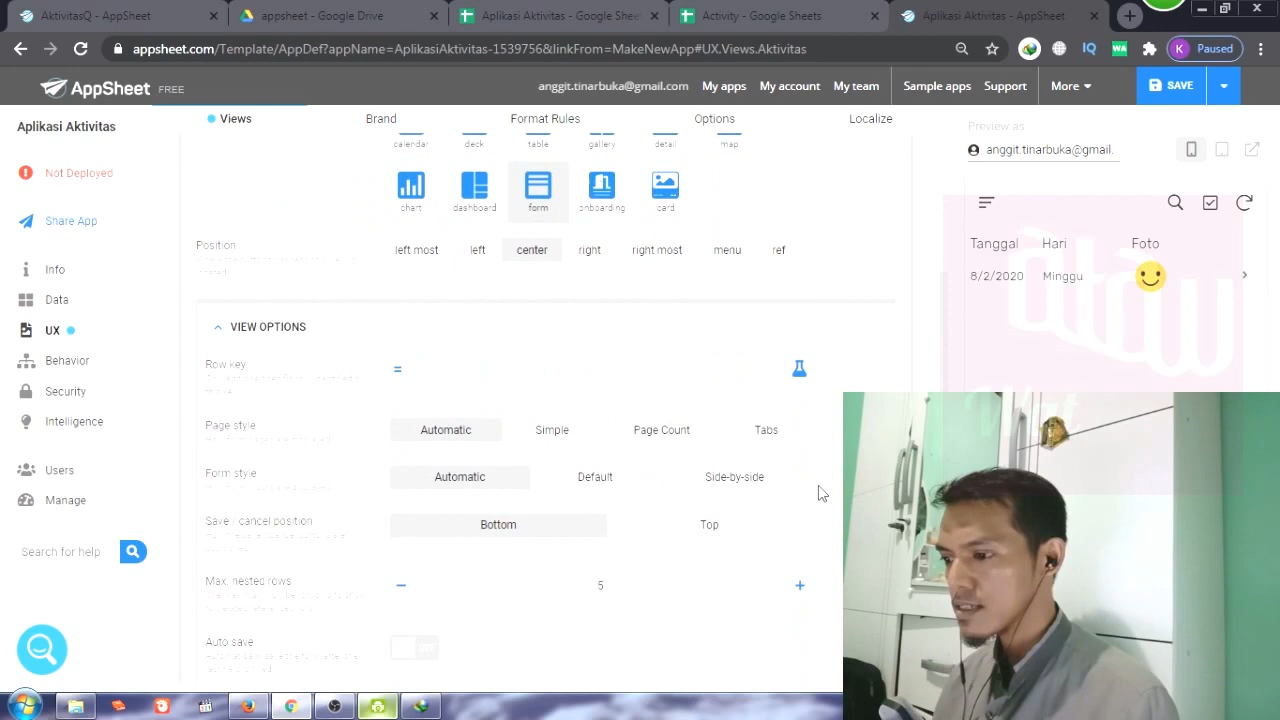 AktivitasQ - AppSheet
appsheet - Google Drive
Aplikasi Aktivitas - Google Shee
Activity - Google Sheets
Aplikasi Aktivitas - AppSheet
appsheet.com/Template/AppDef?appName=AplikasiAktivitas-1539756&linkFrom=MakeNewApp#UX.Views.Aktivitas
IQ
WA
K Paused
AppSheet FREE
anggit.tinarbuka@gmail.com
My apps
My account
My team
Sample apps
Support
More
SAVE
Aplikasi Aktivitas
Views
Brand
Format Rules
Options
Localize
Preview as
anggit.tinarbuka@gmail.
Not Deployed
Share App
Info
Data
UX
Behavior
Security
Intelligence
Users
Manage
Search for help
calendar
deck
table
gallery
detail
map
chart
dashboard
form
onboarding
card
Position
left most
left
center
right
right most
menu
ref
VIEW OPTIONS
Row key
=
Page style
Automatic
Simple
Page Count
Tabs
Form style
Automatic
Default
Side-by-side
Save / cancel position
Bottom
Top
Max. nested rows
5
Auto save
Tanggal Hari Foto
8/2/2020 Minggu